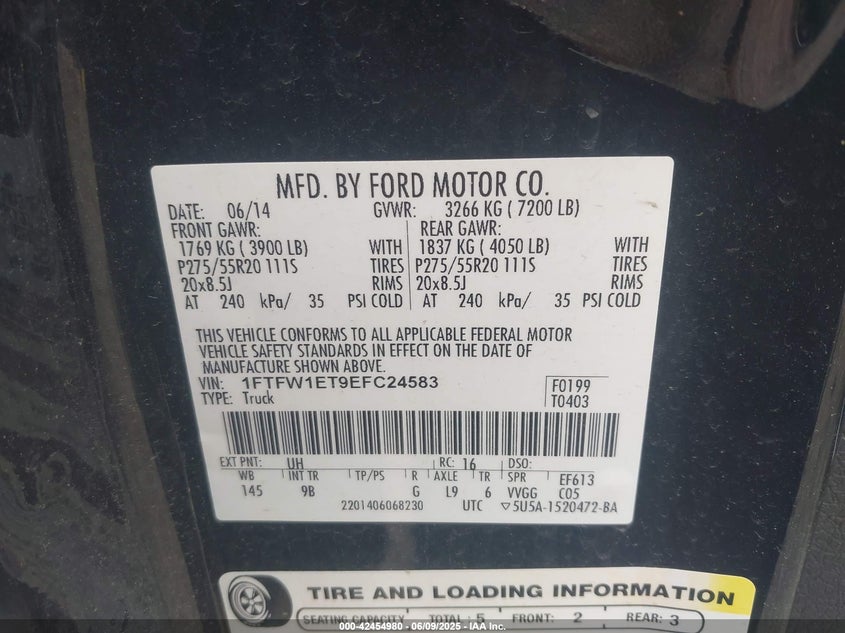 MFD. BY FORD MOTOR CO.
DATE: 06/14 GVWR: 3266 KG ( 7200 LB)
FRONT GAWR: REAR GAWR:
1769 KG ( 3900 LB) WITH 1837 KG ( 4050 LB) WITH
P275/55R20 111S TIRES P275/55R20 111S TIRES
20x8.5J RIMS 20x8.5J RIMS
AT 240 kPa/ 35 PSI COLD AT 240 kPa/ 35 PSI COLD
THIS VEHICLE CONFORMS TO ALL APPLICABLE FEDERAL MOTOR
VEHICLE SAFETY STANDARDS IN EFFECT ON THE DATE OF
MANUFACTURE SHOWN ABOVE.
VIN: 1FTFW1ET9EFC24583 F0199
TYPE: Truck T0403
EXT PNT: UH RC: 16 DSO:
WB INT TR TP/PS R AXLE TR SPR EF613
145 9B G L9 6 VVGG C05
2201406068230 UTC ▽5U5A-1520472-BA
TIRE AND LOADING INFORMATION
SEATING CAPACITY TOTAL : 5 FRONT: 2 REAR: 3
000-42454980 - 06/09/2025 - IAA Inc.